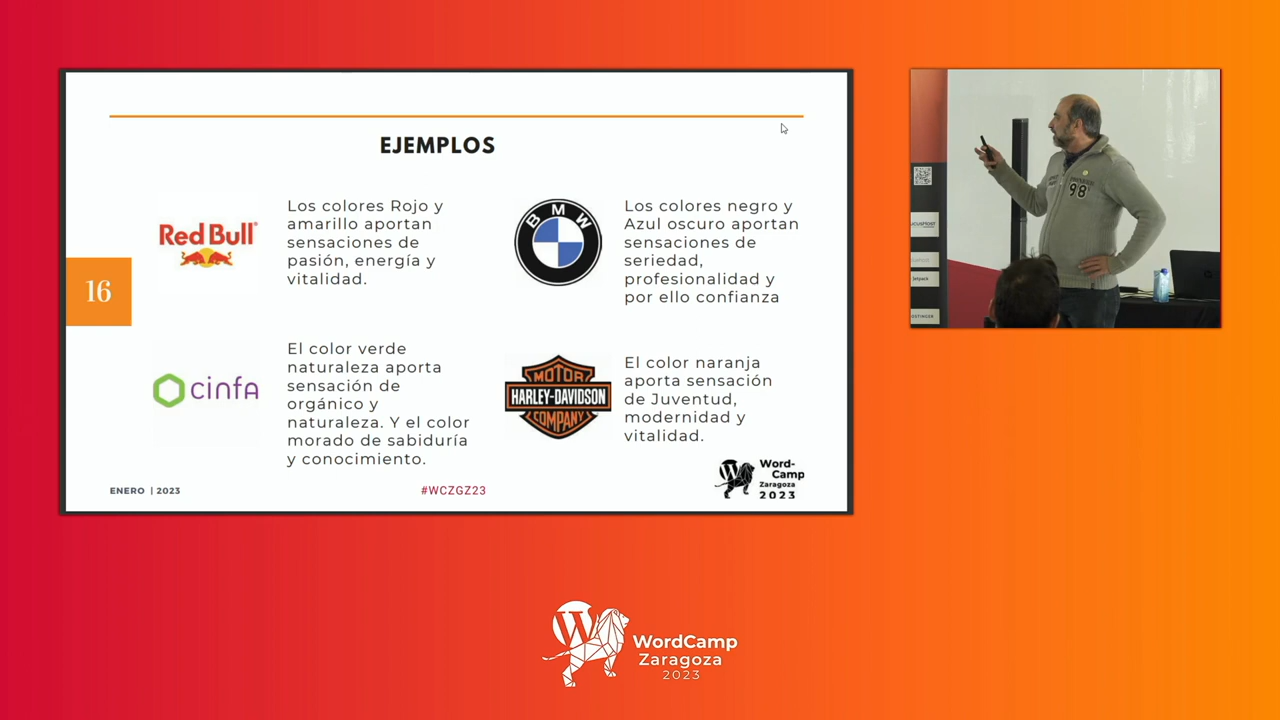 EJEMPLOS
Red Bull®
Los colores Rojo y
amarillo aportan
sensaciones de
pasión, energía y
vitalidad.
BMW
Los colores negro y
Azul oscuro aportan
sensaciones de
seriedad,
profesionalidad y
por ello confianza
16
cinfa
El color verde
naturaleza aporta
sensación de
orgánico y
naturaleza. Y el color
morado de sabiduría
y conocimiento.
MOTOR
HARLEY-DAVIDSON
COMPANY
El color naranja
aporta sensación
de Juventud,
modernidad y
vitalidad.
ENERO | 2023
#WCZGZ23
Word-
Camp
Zaragoza
2023
98
Jetpack
WordCamp
Zaragoza
2023